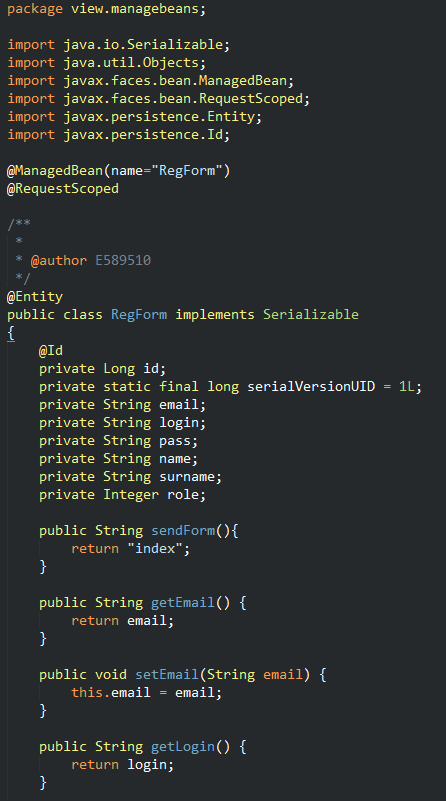 package view.managebeans;
import java.io.Serializable;
import java.util.Objects;
import javax.faces.bean.ManagedBean;
import javax.faces.bean.RequestScoped;
import javax.persistence.Entity;
import javax.persistence.Id;
@ManagedBean(name="RegForm")
@RequestScoped
/**
 *
 * @author E589510
 */
@Entity
public class RegForm implements Serializable
{
    @Id
    private Long id;
    private static final long serialVersionUID = 1L;
    private String email;
    private String login;
    private String pass;
    private String name;
    private String surname;
    private Integer role;
    public String sendForm(){
        return "index";
    }
    public String getEmail() {
        return email;
    }
    public void setEmail(String email) {
        this.email = email;
    }
    public String getLogin() {
        return login;
    }